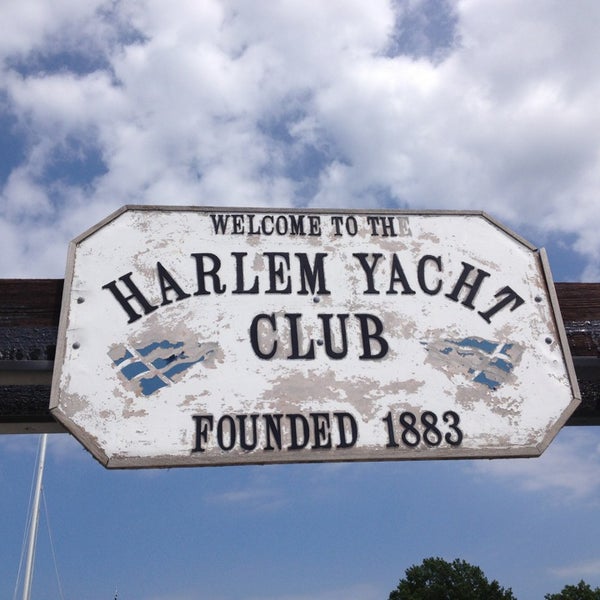 WELCOME TO THE
HARLEM YACHT
CLUB
FOUNDED 1883